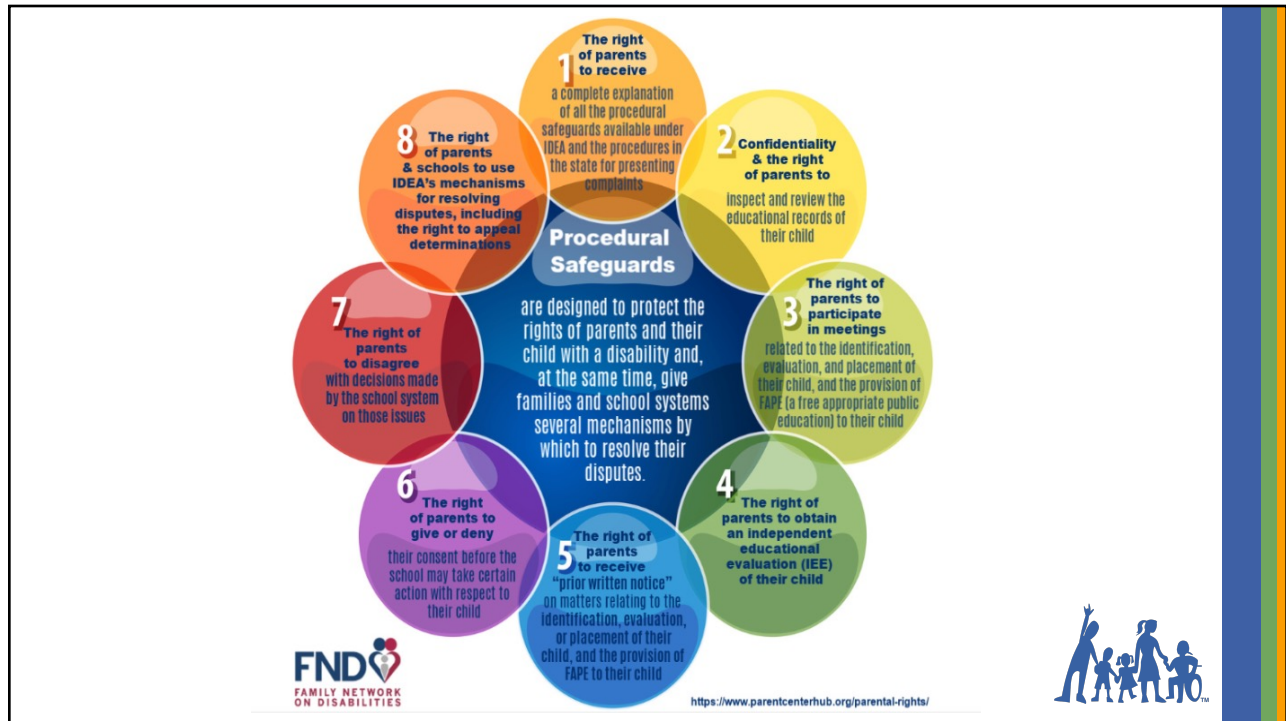 1
The right
of parents
to receive
a complete explanation
of all the procedural
safeguards available under
IDEA and the procedures in
the state for presenting
complaints
2
Confidentiality
& the right
of parents to
inspect and review the
educational records of
their child
3
The right of
parents to
participate
in meetings
related to the identification,
evaluation, and placement of
their child, and the provision of
FAPE (a free appropriate public
education) to their child
4
The right of
parents to obtain
an independent
educational
evaluation (IEE)
of their child
5
The right of
parents
to receive
“prior written notice”
on matters relating to the
identification, evaluation,
or placement of their
child, and the provision of
FAPE to their child
6
The right
of parents to
give or deny
their consent before the
school may take certain
action with respect to
their child
7
The right of
parents
to disagree
with decisions made
by the school system
on those issues
8
The right
of parents
& schools to use
IDEA’s mechanisms
for resolving
disputes, including
the right to appeal
determinations
Procedural
Safeguards
are designed to protect the
rights of parents and their
child with a disability and,
at the same time, give
families and school systems
several mechanisms by
which to resolve their
disputes.
FND
FAMILY NETWORK
ON DISABILITIES
https://www.parentcenterhub.org/parental-rights/
TM